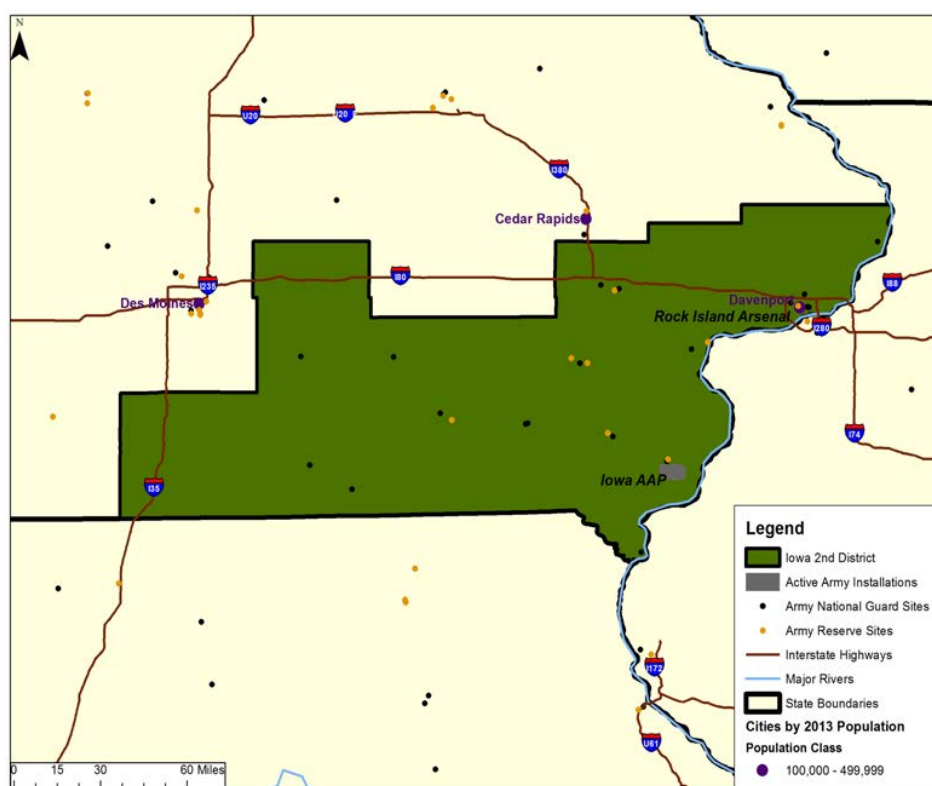 N
U20
I380
Cedar Rapids
I235
I80
I88
Des Moines
Davenport
Rock Island Arsenal
I280
I74
Iowa AAP
I35
Legend
Iowa 2nd District
Active Army Installations
Army National Guard Sites
Army Reserve Sites
Interstate Highways
Major Rivers
State Boundaries
Cities by 2013 Population
Population Class
100,000 - 499,999
I172
U61
0 15 30 60 Miles